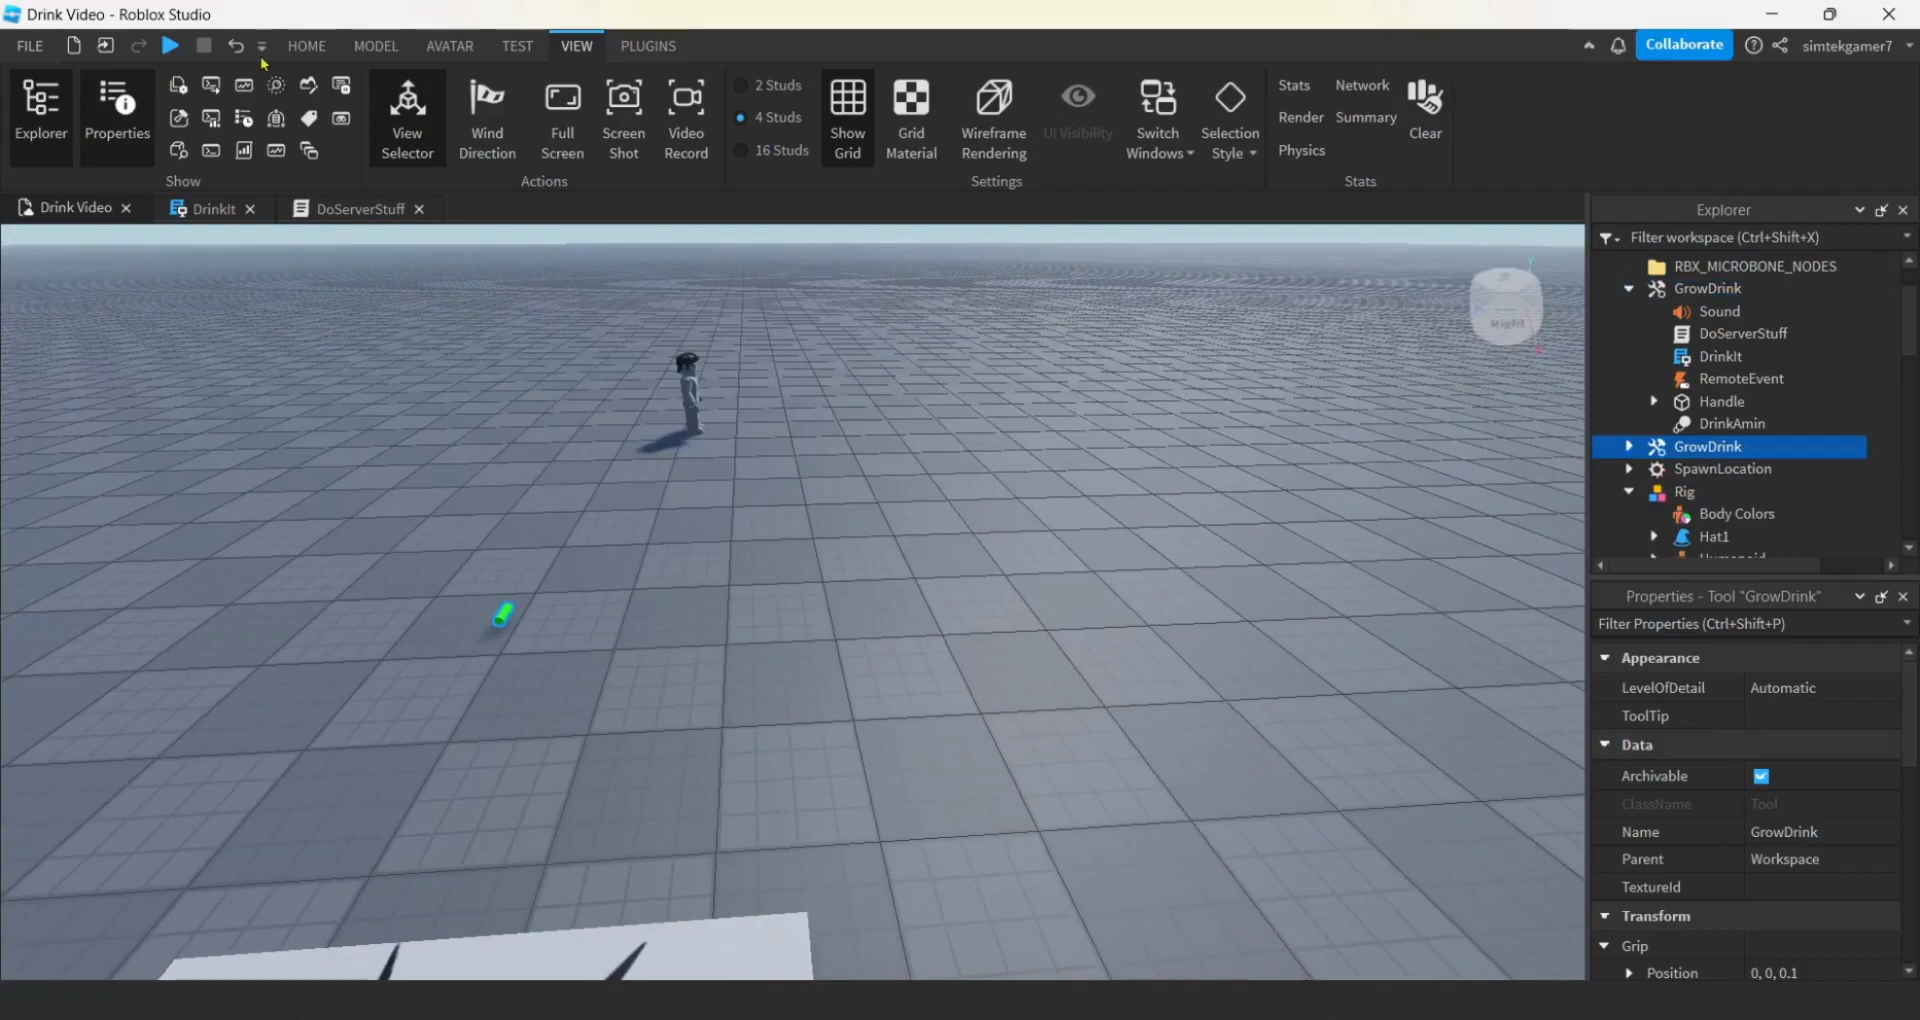 Drink Video - Roblox Studio
FILE HOME MODEL AVATAR TEST VIEW PLUGINS Collaborate simtekgamer7
Explorer Properties View Selector Wind Direction Full Screen Screen Shot Video Record
2 Studs
4 Studs
16 Studs
Show Grid Grid Material Wireframe Rendering UI Visibility Switch Windows Selection Style
Stats Network
Render Summary
Physics
Clear
Show Actions Settings Stats
Drink Video DrinkIt DoServerStuff
Right
Y
Explorer
Filter workspace (Ctrl+Shift+X)
RBX_MICROBONE_NODES
GrowDrink
Sound
DoServerStuff
DrinkIt
RemoteEvent
Handle
DrinkAmin
GrowDrink
SpawnLocation
Rig
Body Colors
Hat1
Humanoid
Properties - Tool "GrowDrink"
Filter Properties (Ctrl+Shift+P)
Appearance
LevelOfDetail Automatic
ToolTip
Data
Archivable
ClassName Tool
Name GrowDrink
Parent Workspace
TextureId
Transform
Grip
Position 0, 0, 0.1